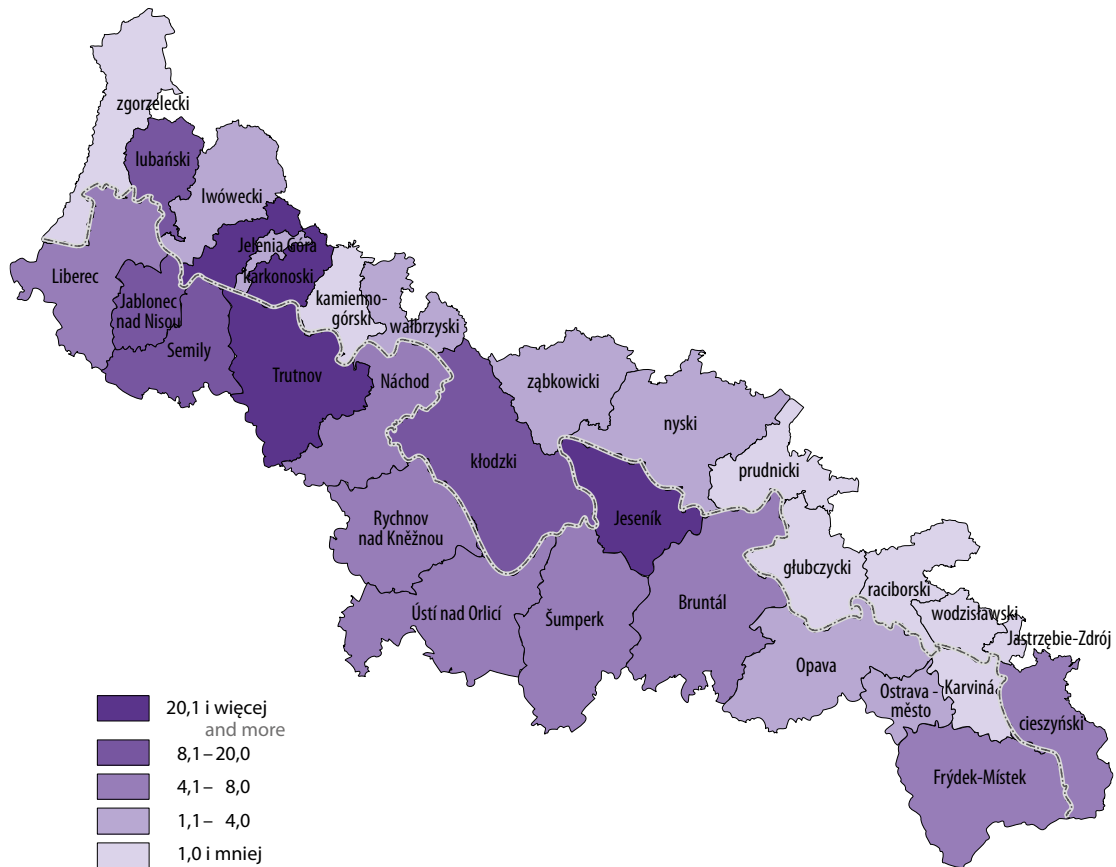 zgorzelecki
lubański
lwówecki
Jelenia Góra
karkonoski
Liberec
kamienno-
górski
Jablonec
nad Nisou
wałbrzyski
Semily
Trutnov
Náchod
ząbkowicki
nyski
kłodzki
prudnicki
Rychnov
nad Kněžnou
Jeseník
głubczycki
raciborski
Ústí nad Orlicí
Šumperk
Bruntál
wodzisławski
Jastrzębie-Zdrój
Opava
Ostrava -
město
Karviná
cieszyński
Frýdek-Místek
20,1 i więcej
and more
8,1 – 20,0
4,1 – 8,0
1,1 – 4,0
1,0 i mniej